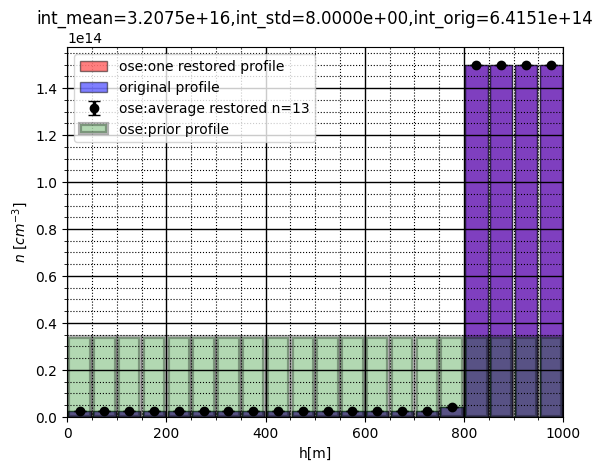 int_mean=3.2075e+16,int_std=8.0000e+00,int_orig=6.4151e+14
1e14
ose:one restored profile
original profile
ose:average restored n=13
ose:prior profile
1.4
1.2
1.0
0.8
0.6
0.4
0.2
0.0
n [cm⁻³]
0 200 400 600 800 1000
h[m]